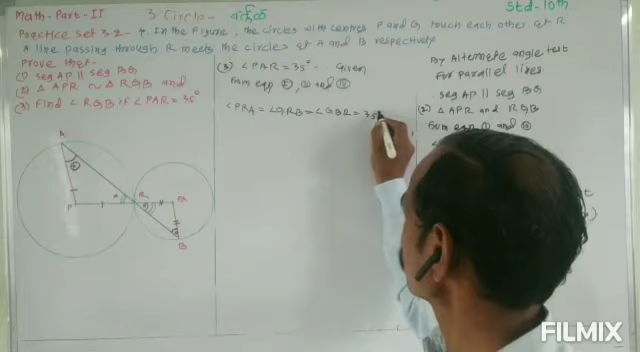 Math-Part-II 3 Circle- वर्तुळ Std-10th
Practice set 3.2 - 4. In the Figure, the circles with centres P and Q touch each other at R
A line passing through R meets the circles at A and B respectively
Prove that-
(1) seg AP || seg BQ
(2) △ APR ~ △ RQB and
(3) Find ∠ RQB if ∠ PAR = 35°
A
P
R
Q
B
(3) ∠ PAR = 35° - - Given
From eqn
∠PRA = ∠QRB = ∠QBR = 35
By Alternate angle test
For parallel lines
seg AP || seg BQ
(2) △ APR and RQB
From eqn
FILMIX